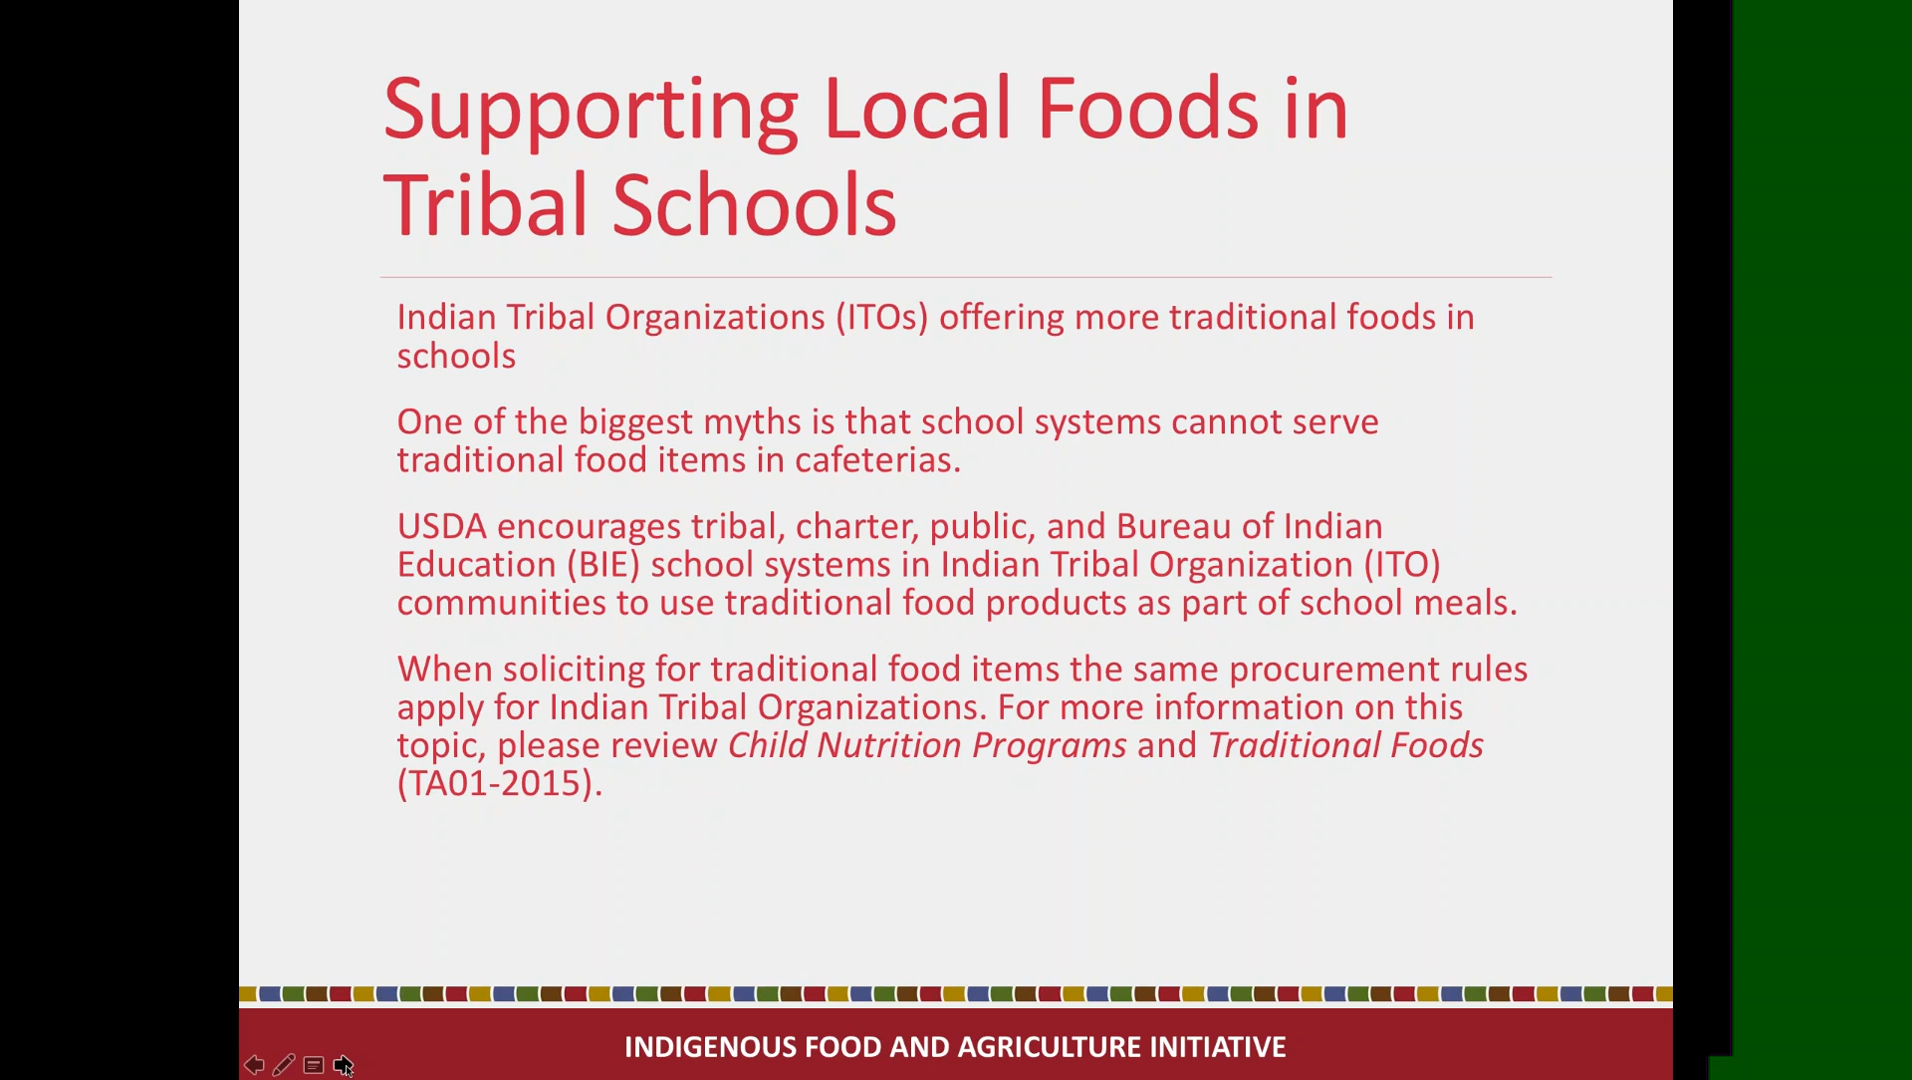 Supporting Local Foods in
Tribal Schools
Indian Tribal Organizations (ITOs) offering more traditional foods in
schools
One of the biggest myths is that school systems cannot serve
traditional food items in cafeterias.
USDA encourages tribal, charter, public, and Bureau of Indian
Education (BIE) school systems in Indian Tribal Organization (ITO)
communities to use traditional food products as part of school meals.
When soliciting for traditional food items the same procurement rules
apply for Indian Tribal Organizations. For more information on this
topic, please review Child Nutrition Programs and Traditional Foods
(TA01-2015).
INDIGENOUS FOOD AND AGRICULTURE INITIATIVE